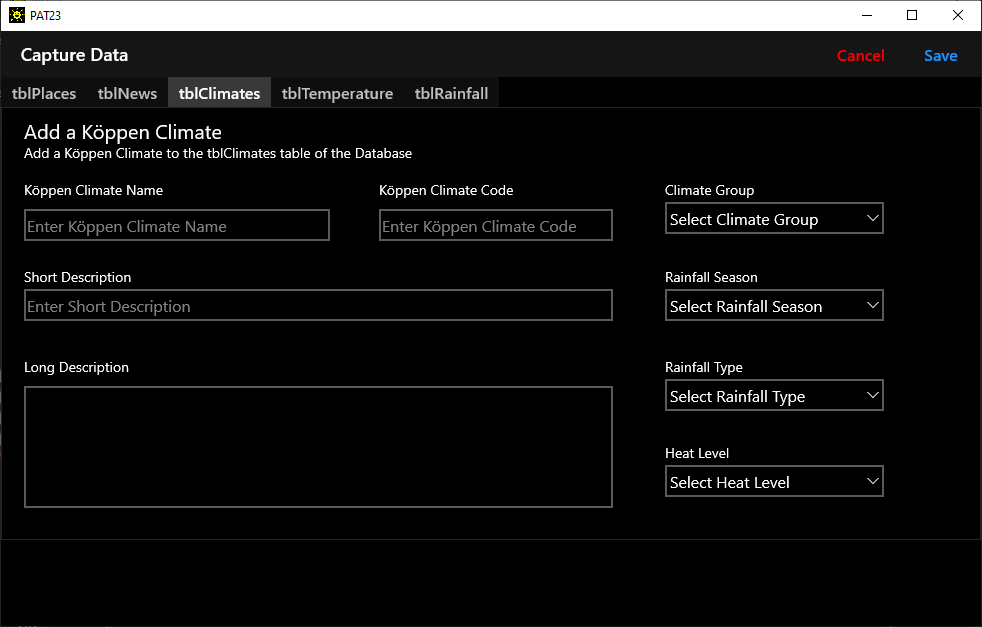 PAT23
Capture Data
Cancel
Save
tblPlaces
tblNews
tblClimates
tblTemperature
tblRainfall
Add a Köppen Climate
Add a Köppen Climate to the tblClimates table of the Database
Köppen Climate Name
Köppen Climate Code
Climate Group
Enter Köppen Climate Name
Enter Köppen Climate Code
Select Climate Group
Short Description
Rainfall Season
Enter Short Description
Select Rainfall Season
Long Description
Rainfall Type
Select Rainfall Type
Heat Level
Select Heat Level